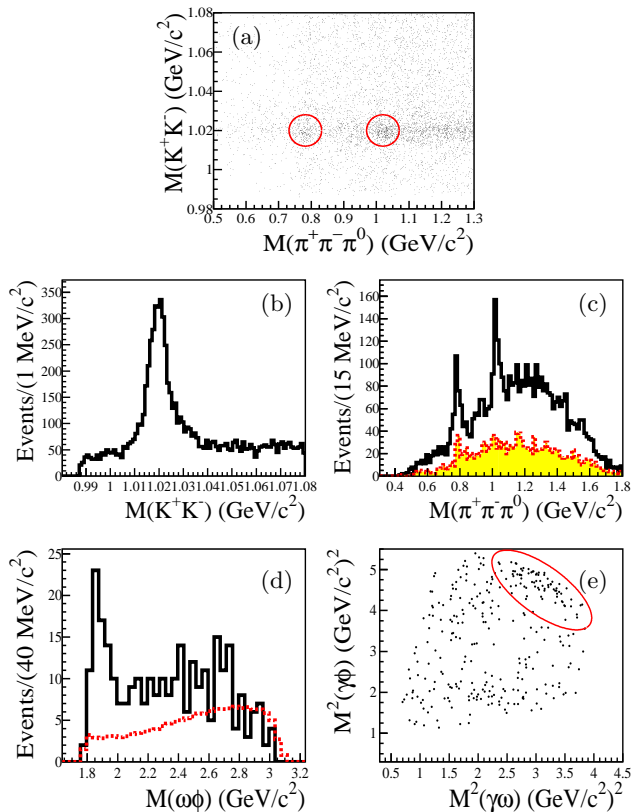 (a)
M(K⁺K⁻) (GeV/c²)
1.08
1.06
1.04
1.02
1
0.98
0.5 0.6 0.7 0.8 0.9 1 1.1 1.2 1.3
M(π⁺π⁻π⁰) (GeV/c²)
(b)
Events/(1 MeV/c²)
350
300
250
200
150
100
50
0
0.99 1 1.01 1.02 1.03 1.04 1.05 1.06 1.07 1.08
M(K⁺K⁻) (GeV/c²)
(c)
Events/(15 MeV/c²)
160
140
120
100
80
60
40
20
0
0.4 0.6 0.8 1 1.2 1.4 1.6 1.8
M(π⁺π⁻π⁰) (GeV/c²)
(d)
Events/(40 MeV/c²)
25
20
15
10
5
0
1.8 2 2.2 2.4 2.6 2.8 3 3.2
M(ωϕ) (GeV/c²)
(e)
M²(γϕ) (GeV/c²)²
5
4
3
2
1
0.5 1 1.5 2 2.5 3 3.5 4 4.5
M²(γω) (GeV/c²)²